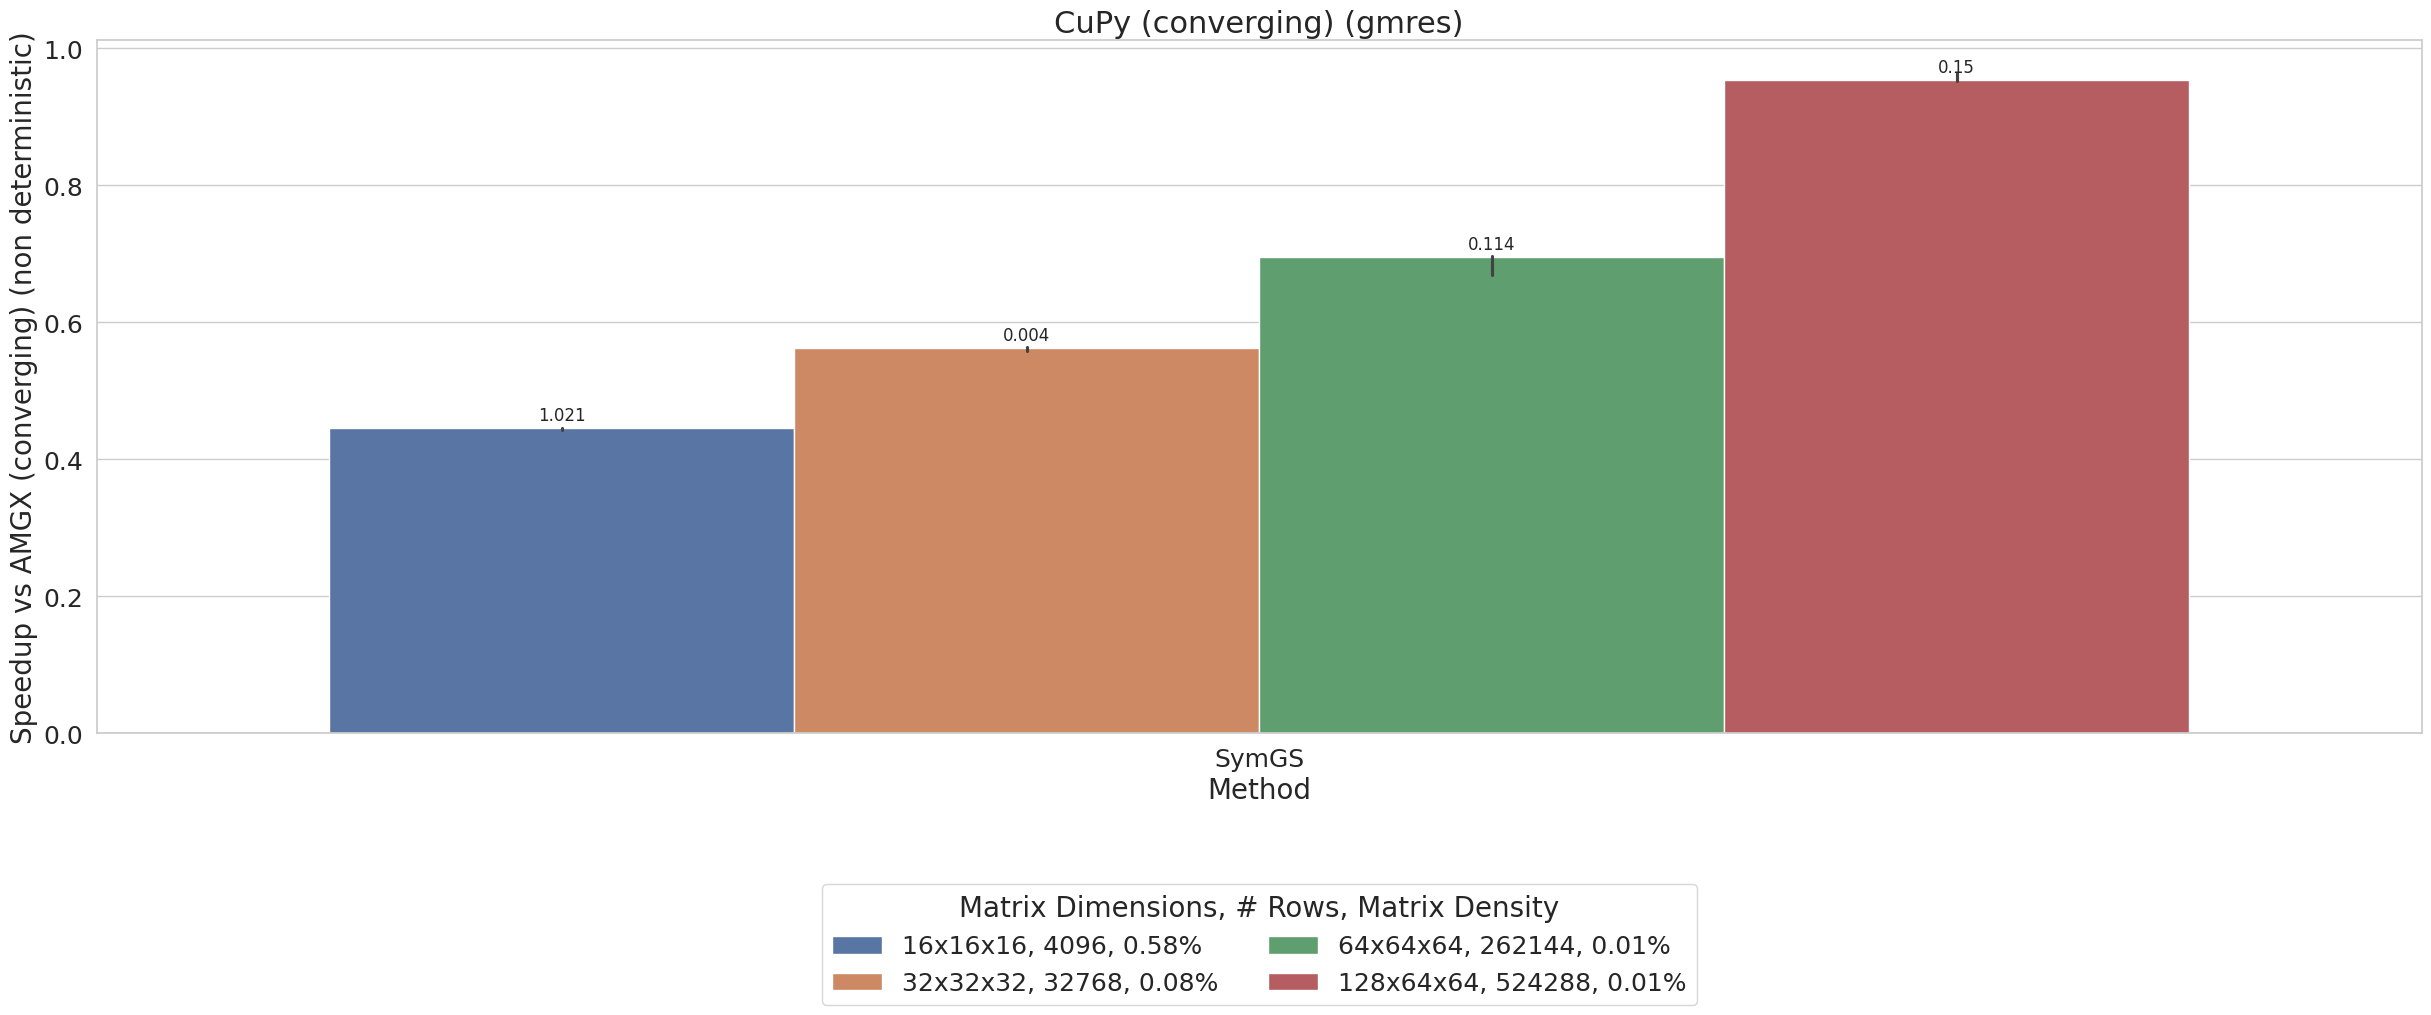 CuPy (converging) (gmres)
Speedup vs AMGX (converging) (non deterministic)
1.0
0.8
0.6
0.4
0.2
0.0
1.021
0.004
0.114
0.15
SymGS
Method
Matrix Dimensions, # Rows, Matrix Density
16x16x16, 4096, 0.58%
32x32x32, 32768, 0.08%
64x64x64, 262144, 0.01%
128x64x64, 524288, 0.01%